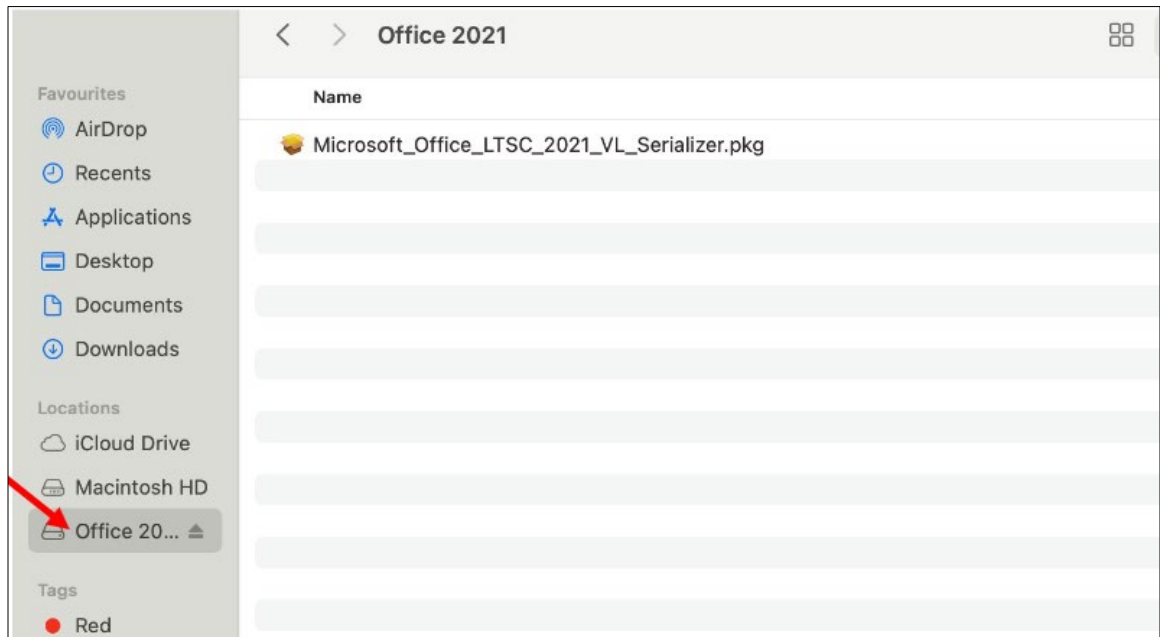 Office 2021
Favourites
AirDrop
Recents
Applications
Desktop
Documents
Downloads
Locations
iCloud Drive
Macintosh HD
Office 20...
Tags
Red
Name
Microsoft_Office_LTSC_2021_VL_Serializer.pkg